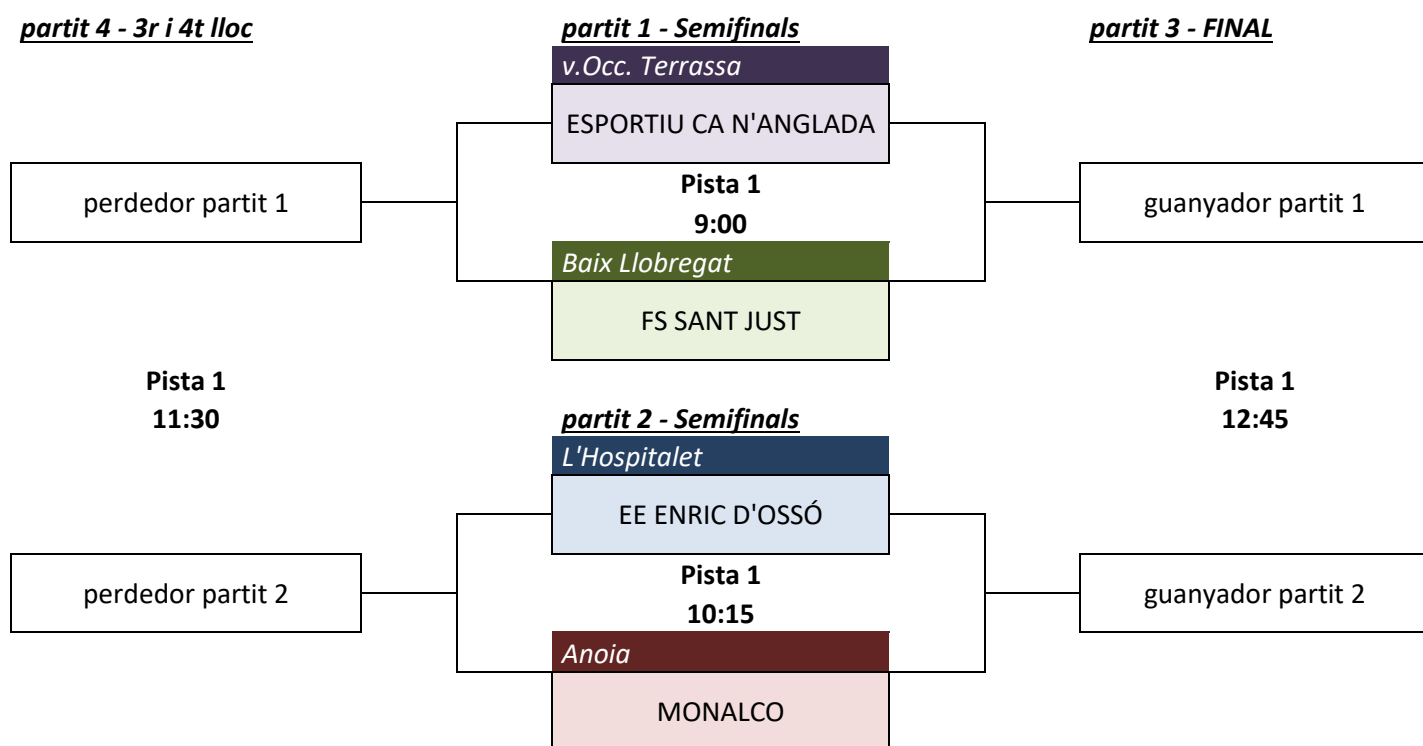 partit 4 - 3r i 4t lloc
partit 1 - Semifinals
partit 3 - FINAL
v.Occ. Terrassa
ESPORTIU CA N'ANGLADA
perdedor partit 1
Pista 1
9:00
guanyador partit 1
Baix Llobregat
FS SANT JUST
Pista 1
11:30
Pista 1
12:45
partit 2 - Semifinals
L'Hospitalet
EE ENRIC D'OSSÓ
perdedor partit 2
Pista 1
10:15
guanyador partit 2
Anoia
MONALCO